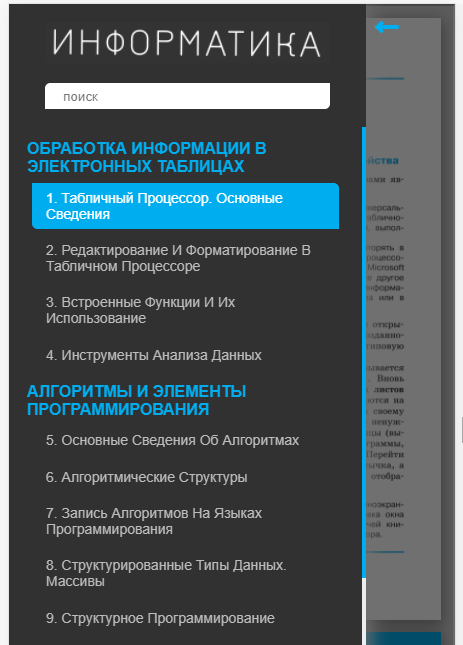 ИНФОРМАТИКА
поиск
ОБРАБОТКА ИНФОРМАЦИИ В
ЭЛЕКТРОННЫХ ТАБЛИЦАХ
1. Табличный Процессор. Основные
Сведения
2. Редактирование И Форматирование В
Табличном Процессоре
3. Встроенные Функции И Их
Использование
4. Инструменты Анализа Данных
АЛГОРИТМЫ И ЭЛЕМЕНТЫ
ПРОГРАММИРОВАНИЯ
5. Основные Сведения Об Алгоритмах
6. Алгоритмические Структуры
7. Запись Алгоритмов На Языках
Программирования
8. Структурированные Типы Данных.
Массивы
9. Структурное Программирование